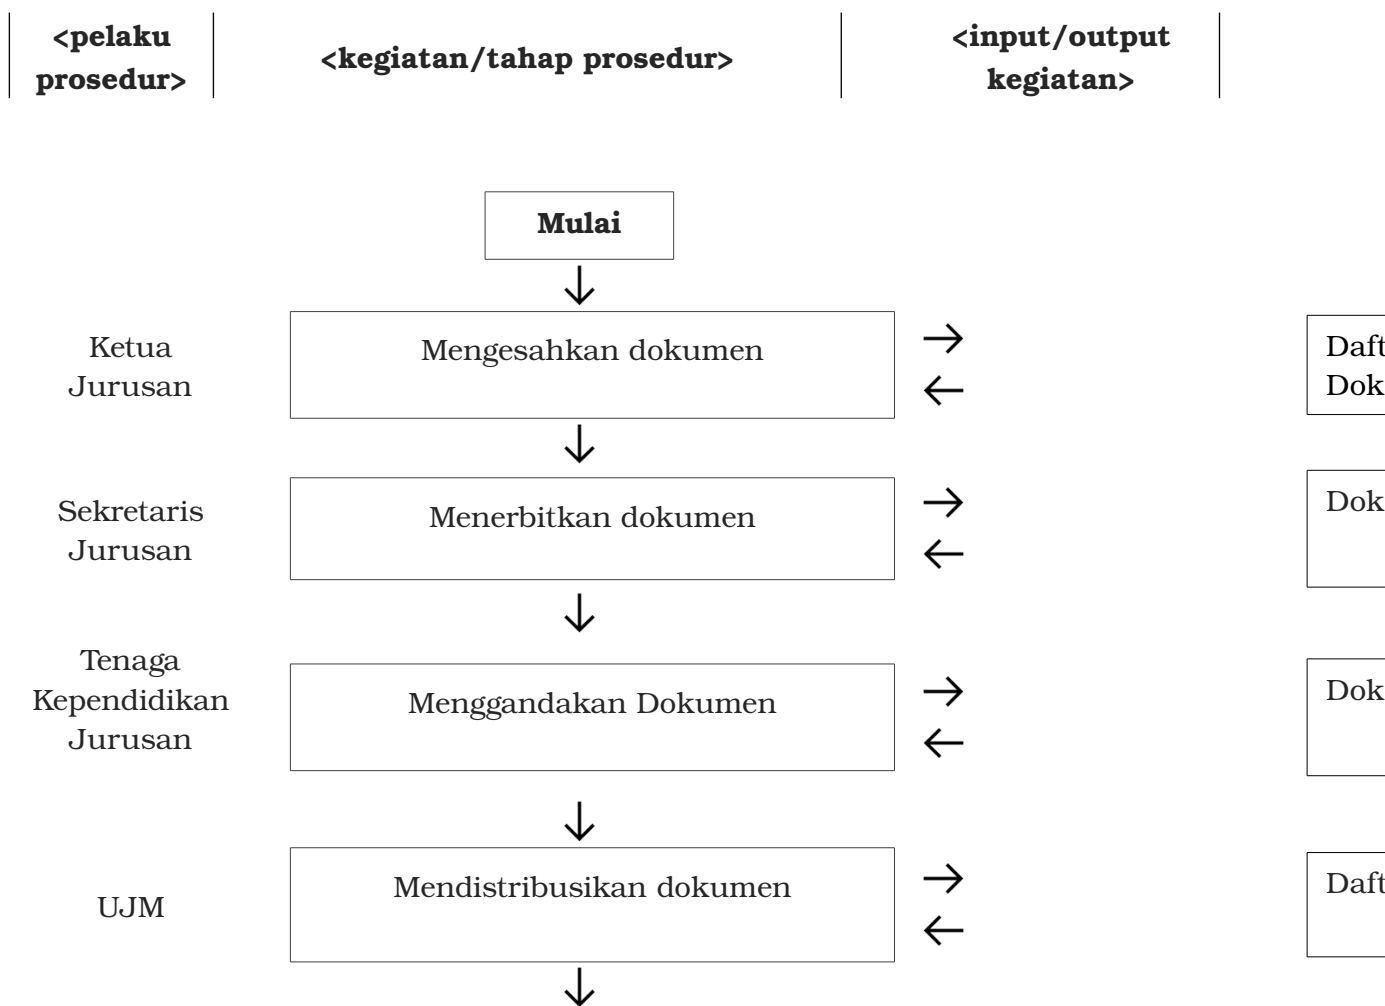 <pelaku
prosedur>
<kegiatan/tahap prosedur>
<input/output
kegiatan>
Mulai
Ketua
Jurusan
Mengesahkan dokumen
Daft
Dok
Sekretaris
Jurusan
Menerbitkan dokumen
Dok
Tenaga
Kependidikan
Jurusan
Menggandakan Dokumen
Dok
UJM
Mendistribusikan dokumen
Daft